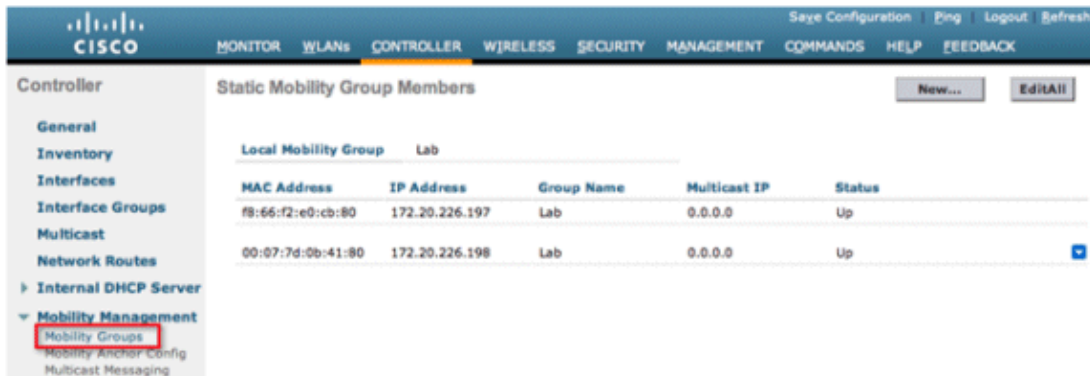 Save Configuration Ping Logout Refresh
CISCO
MONITOR WLANs CONTROLLER WIRELESS SECURITY MANAGEMENT COMMANDS HELP FEEDBACK
Controller
General
Inventory
Interfaces
Interface Groups
Multicast
Network Routes
Internal DHCP Server
Mobility Management
Mobility Groups
Mobility Anchor Config
Multicast Messaging
Static Mobility Group Members
New...
EditAll
Local Mobility Group Lab
MAC Address IP Address Group Name Multicast IP Status
f8:66:f2:e0:cb:80 172.20.226.197 Lab 0.0.0.0 Up
00:07:7d:0b:41:80 172.20.226.198 Lab 0.0.0.0 Up